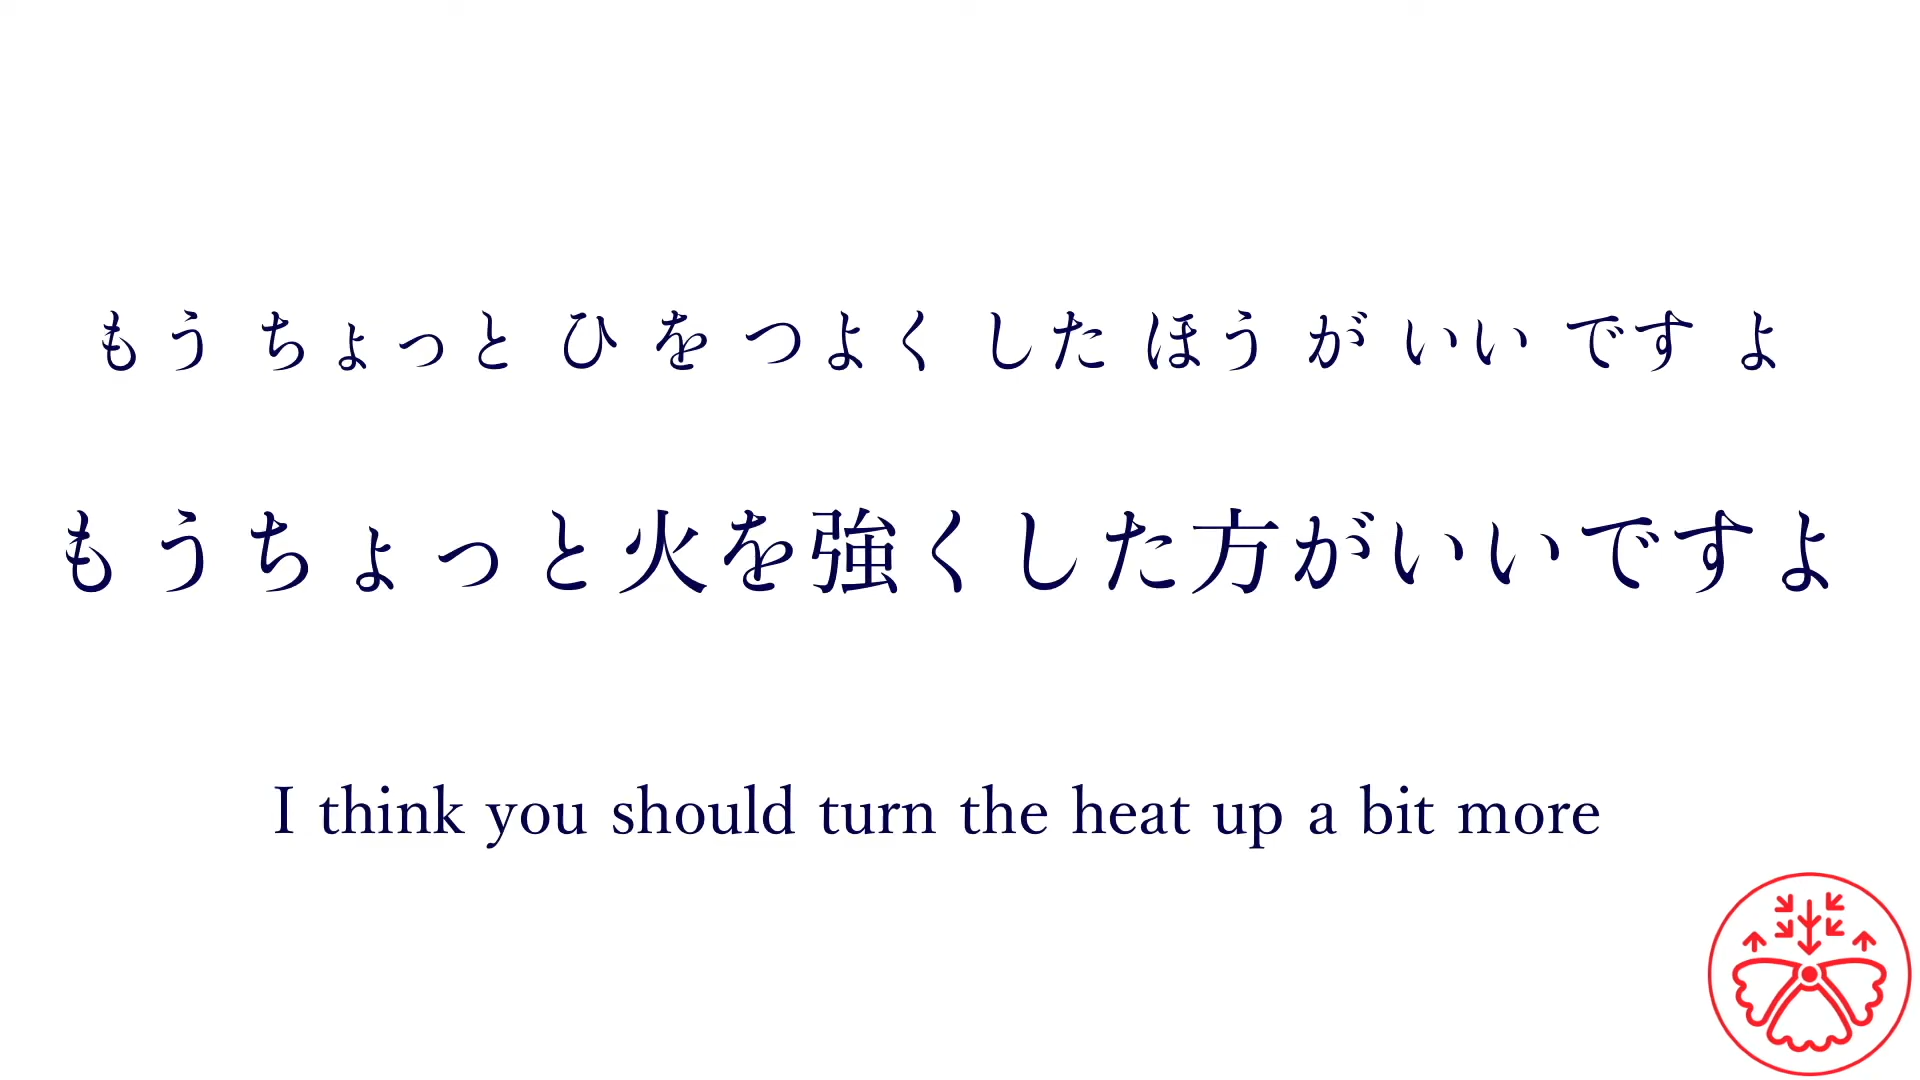 もう ちょっと ひ を つよく した ほう が いい です よ
もうちょっと火を強くした方がいいですよ
I think you should turn the heat up a bit more